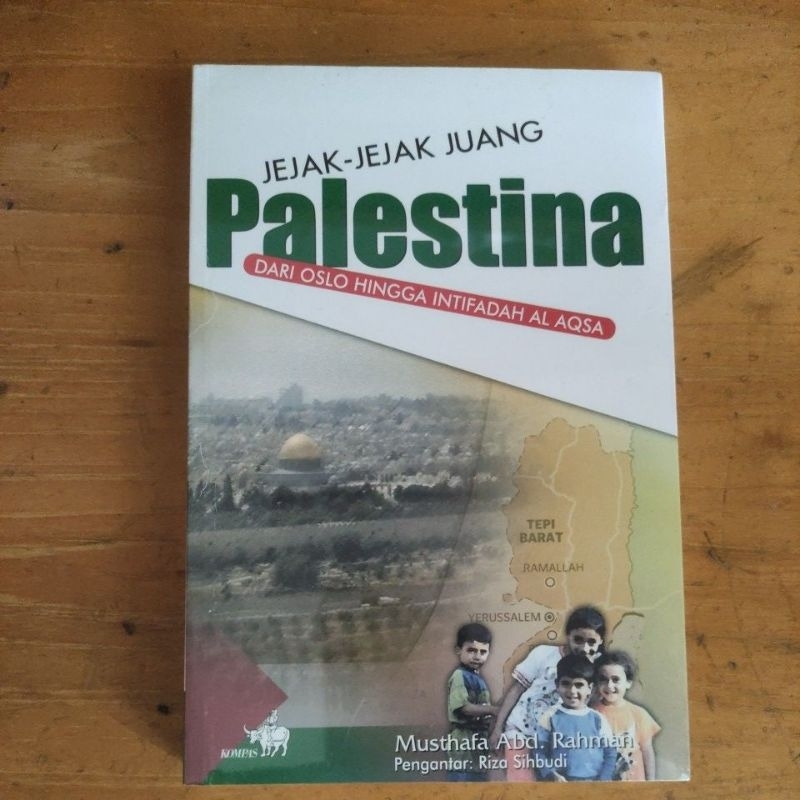 JEJAK-JEJAK JUANG
Palestina
DARI OSLO HINGGA INTIFADAH AL AQSA
TEPI
BARAT
RAMALLAH
YERUSSALEM
KOMPAS
Musthafa Abd. Rahman
Pengantar: Riza Sihbudi